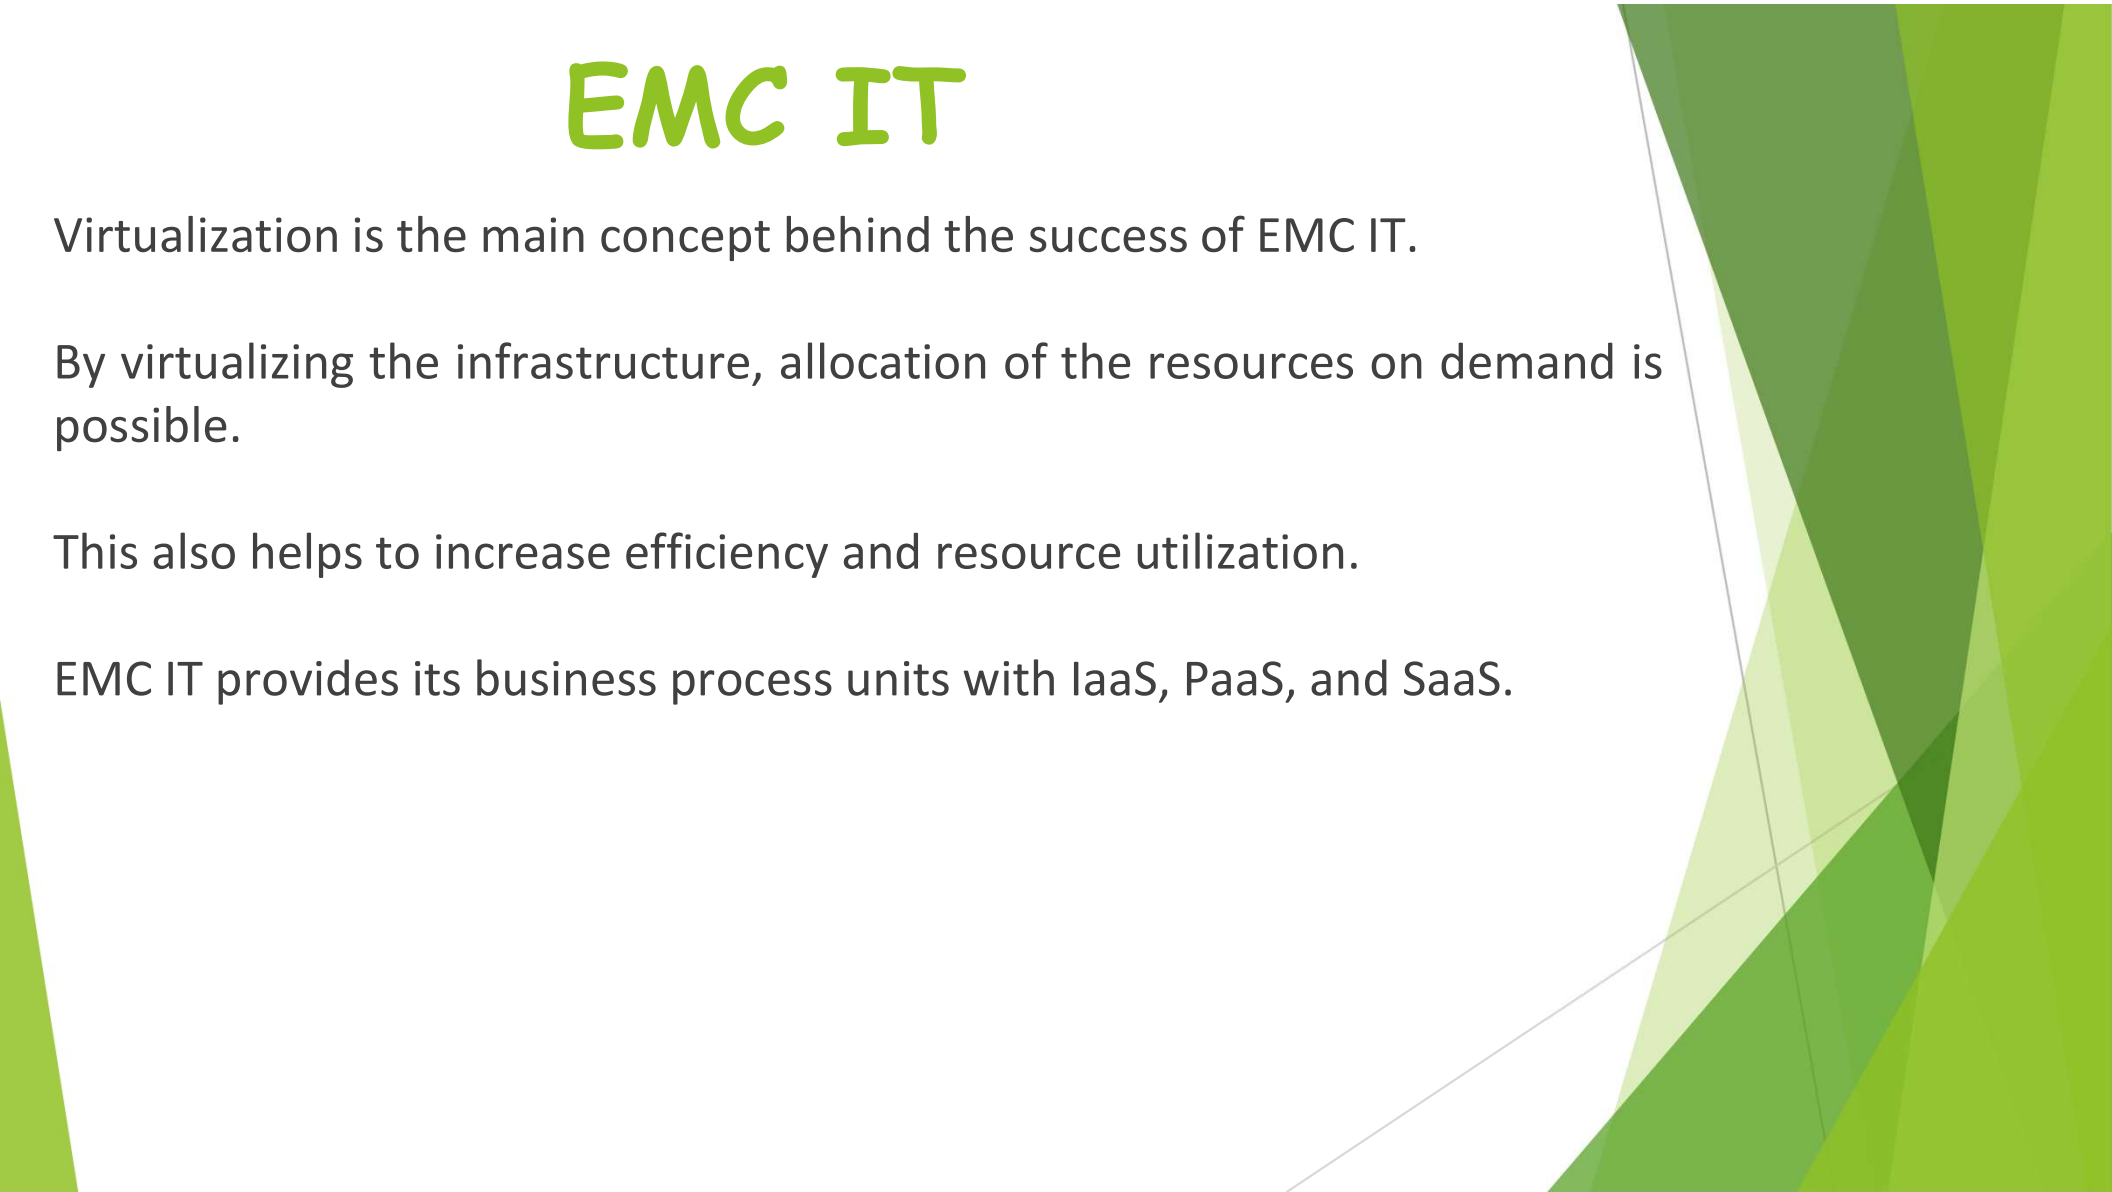 EMC IT
Virtualization is the main concept behind the success of EMC IT.
By virtualizing the infrastructure, allocation of the resources on demand is
possible.
This also helps to increase efficiency and resource utilization.
EMC IT provides its business process units with IaaS, PaaS, and SaaS.